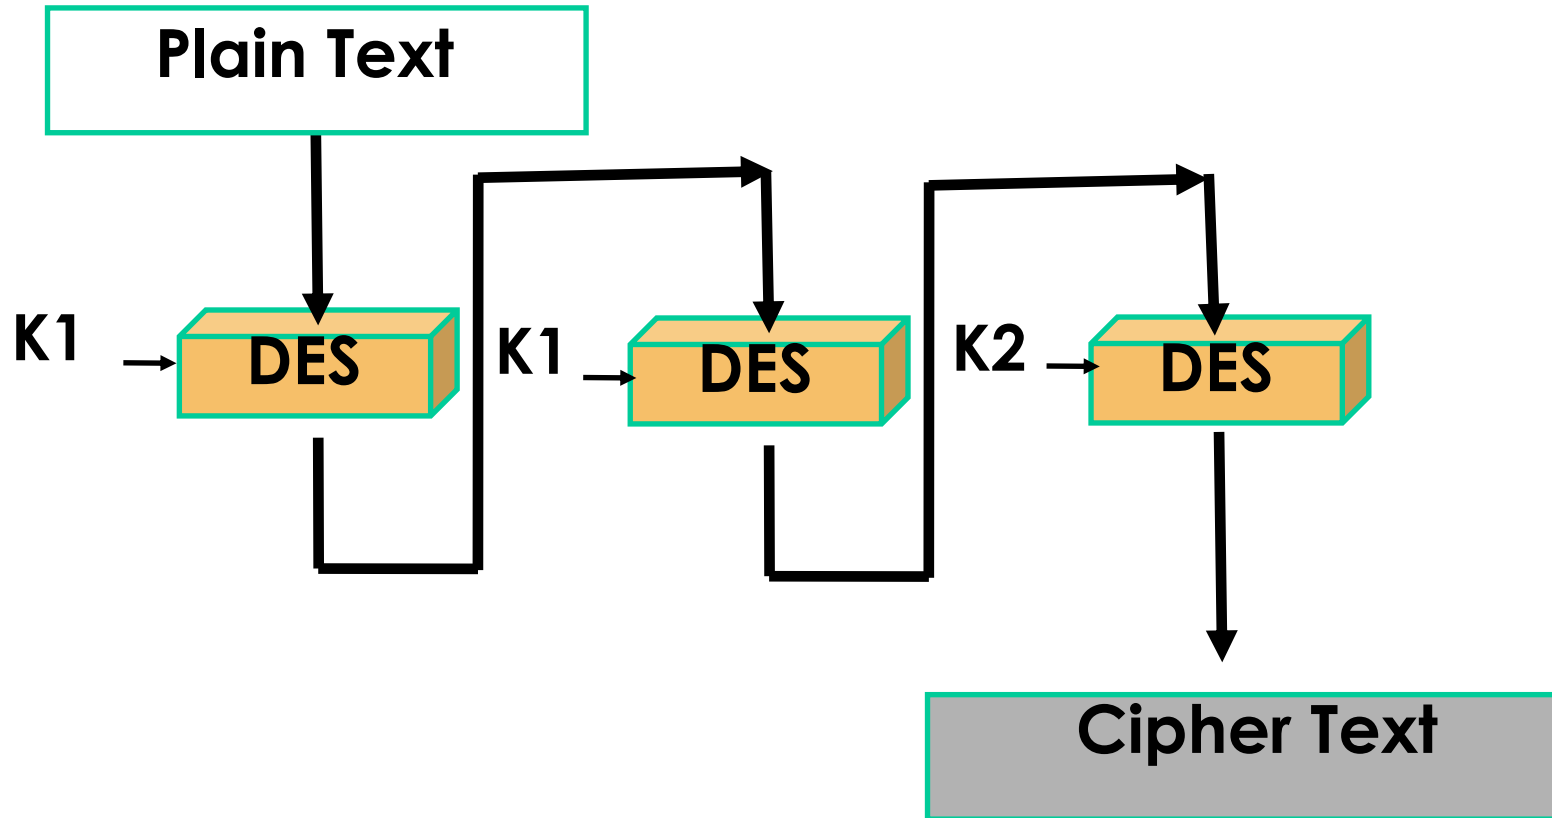 Plain Text
K1
DES
K1
DES
K2
DES
Cipher Text